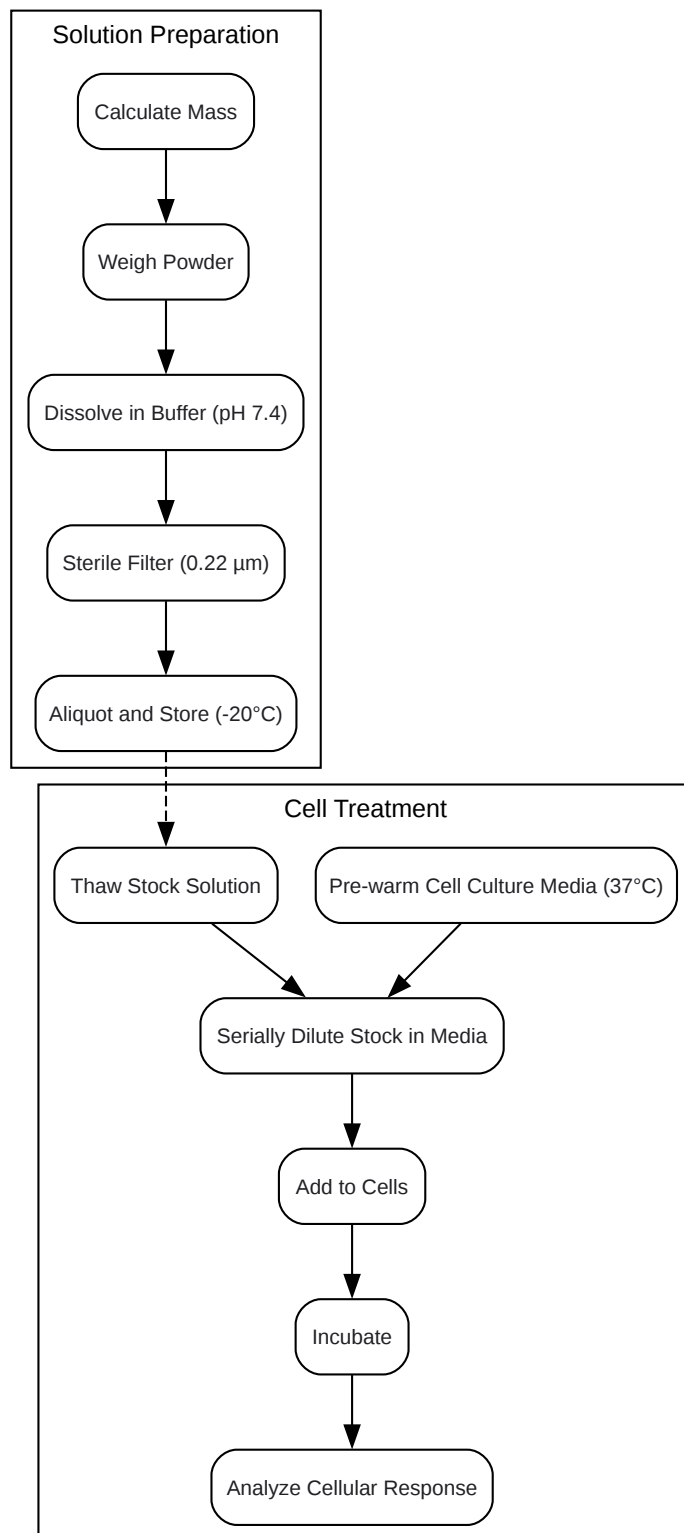 Solution Preparation
Calculate Mass
Weigh Powder
Dissolve in Buffer (pH 7.4)
Sterile Filter (0.22 µm)
Aliquot and Store (-20°C)
Cell Treatment
Thaw Stock Solution
Pre-warm Cell Culture Media (37°C)
Serially Dilute Stock in Media
Add to Cells
Incubate
Analyze Cellular Response